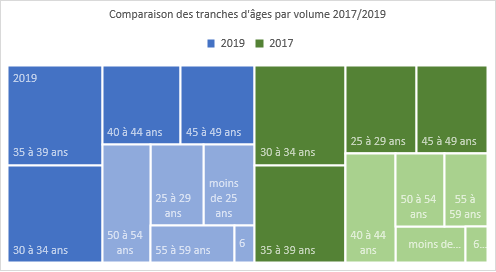 Comparaison des tranches d'âges par volume 2017/2019
2019 2017
2019
35 à 39 ans
30 à 34 ans
40 à 44 ans
45 à 49 ans
50 à 54
ans
25 à 29
ans
moins
de 25
ans
55 à 59 ans
6
30 à 34 ans
35 à 39 ans
25 à 29 ans
45 à 49 ans
40 à 44
ans
50 à 54
ans
55 à
59 ans
moins de...
6...